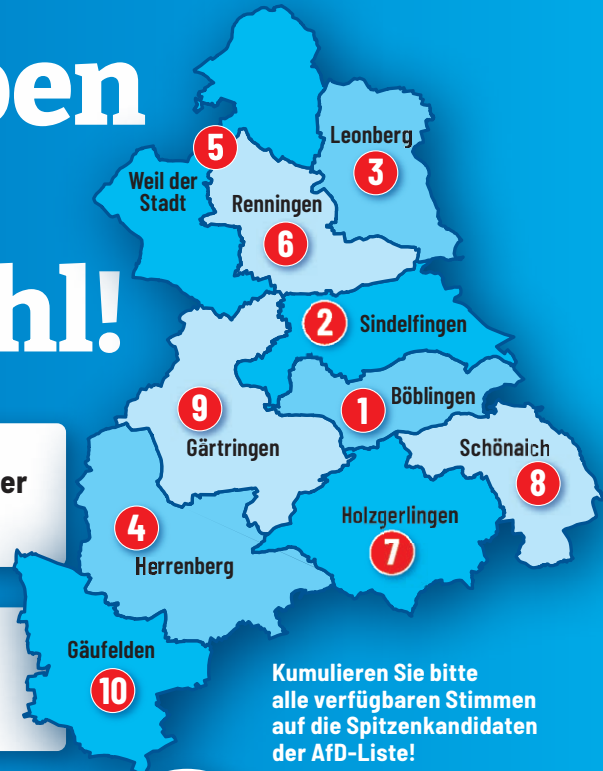 ben
hl!
Leonberg
3
5
Weil der
Stadt
Renningen
6
2 Sindelfingen
Böblingen
1
9
Gärtringen
Schönaich
8
Holzgerlingen
7
4
Herrenberg
er
Gäufelden
10
Kumulieren Sie bitte
alle verfügbaren Stimmen
auf die Spitzenkandidaten
der AfD-Liste!